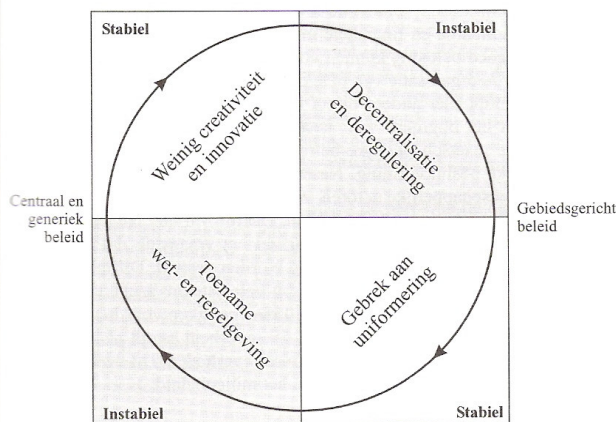 Stabiel
Instabiel
Weinig creativiteit
en innovatie
Decentralisatie
en deregulering
Centraal en
generiek
beleid
Gebiedsgericht
beleid
Toename
wet- en regelgeving
Gebrek aan
uniformering
Instabiel
Stabiel